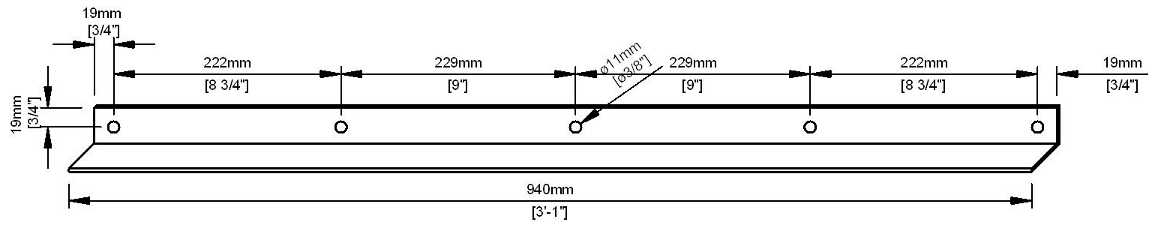 19mm
[3/4"]
222mm
[8 3/4"]
229mm
[9"]
ø11mm
[ø3/8"]
229mm
[9"]
222mm
[8 3/4"]
19mm
[3/4"]
19mm
[3/4"]
940mm
[3'-1"]